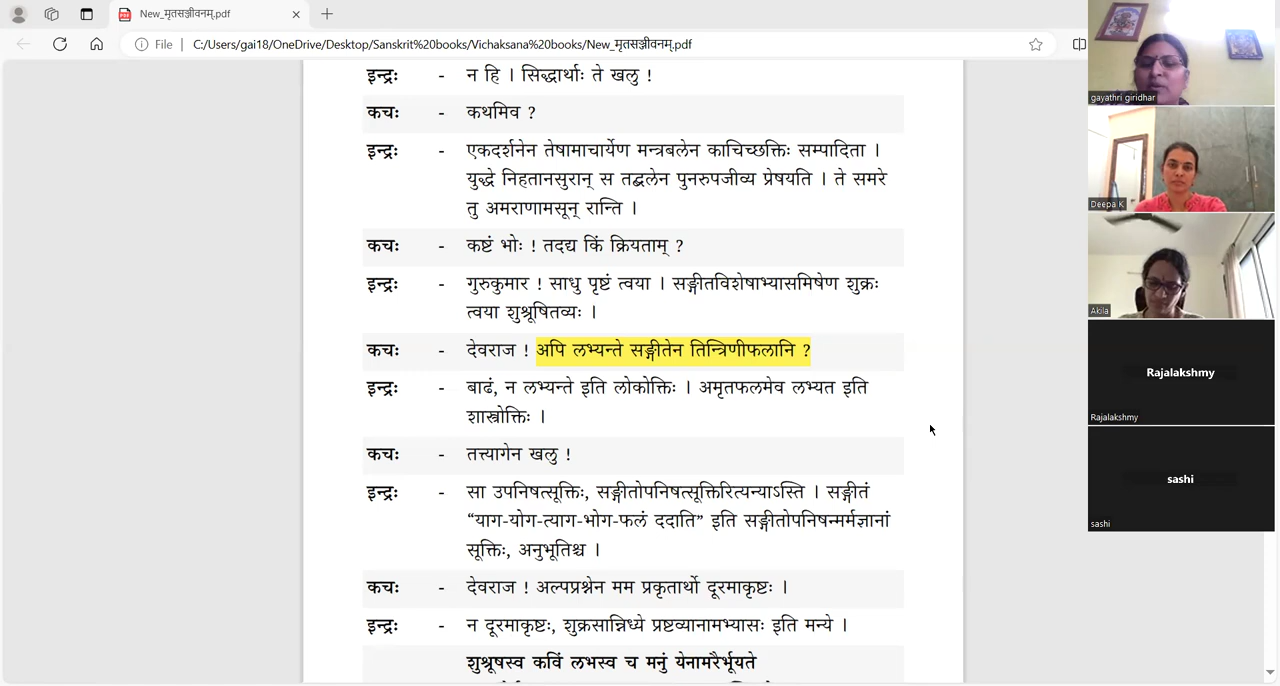 New_मृतसञ्जीवनम्.pdf
File C:/Users/gai18/OneDrive/Desktop/Sanskrit%20books/Vichaksana%20books/New_मृतसञ्जीवनम्.pdf
इन्द्रः - न हि । सिद्धार्थाः ते खलु !
कचः - कथमिव ?
इन्द्रः - एकदर्शनेन तेषामाचार्येण मन्त्रबलेन काचिच्छक्तिः सम्पादिता ।
युद्धे निहतानसुरान् स तद्बलेन पुनरुपजीव्य प्रेषयति । ते समरे
तु अमराणामसून् रान्ति ।
कचः - कष्टं भोः ! तदद्य किं क्रियताम् ?
इन्द्रः - गुरुकुमार ! साधु पृष्टं त्वया । सङ्गीतविशेषाभ्यासमिषेण शुक्रः
त्वया शुश्रूषितव्यः ।
कचः - देवराज ! अपि लभ्यन्ते सङ्गीतेन तिन्त्रिणीफलानि ?
इन्द्रः - बाढं, न लभ्यन्ते इति लोकोक्तिः । अमृतफलमेव लभ्यत इति
शास्त्रोक्तिः ।
कचः - तत्त्यागेन खलु !
इन्द्रः - सा उपनिषत्सूक्तिः, सङ्गीतोपनिषत्सूक्तिरित्यन्याऽस्ति । सङ्गीतं
“याग-योग-त्याग-भोग-फलं ददाति” इति सङ्गीतोपनिषन्मर्मज्ञानां
सूक्तिः, अनुभूतिश्च ।
कचः - देवराज ! अल्पप्रश्नेन मम प्रकृतार्थो दूरमाकृष्टः ।
इन्द्रः - न दूरमाकृष्टः, शुक्रसान्निध्ये प्रष्टव्यानामभ्यासः इति मन्ये ।
शुश्रूषस्व कविं लभस्व च मनुं येनामरैर्भूयते
gayathri giridhar
Deepa K
Akila
Rajalakshmy
Rajalakshmy
sashi
sashi